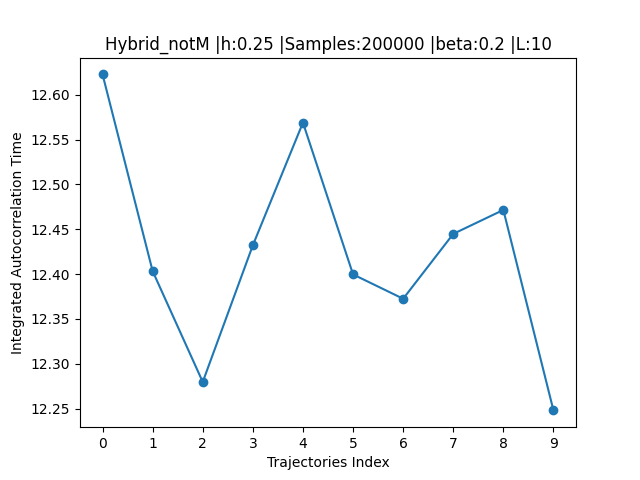 Hybrid_notM |h:0.25 |Samples:200000 |beta:0.2 |L:10
Integrated Autocorrelation Time
12.60
12.55
12.50
12.45
12.40
12.35
12.30
12.25
0 1 2 3 4 5 6 7 8 9
Trajectories Index